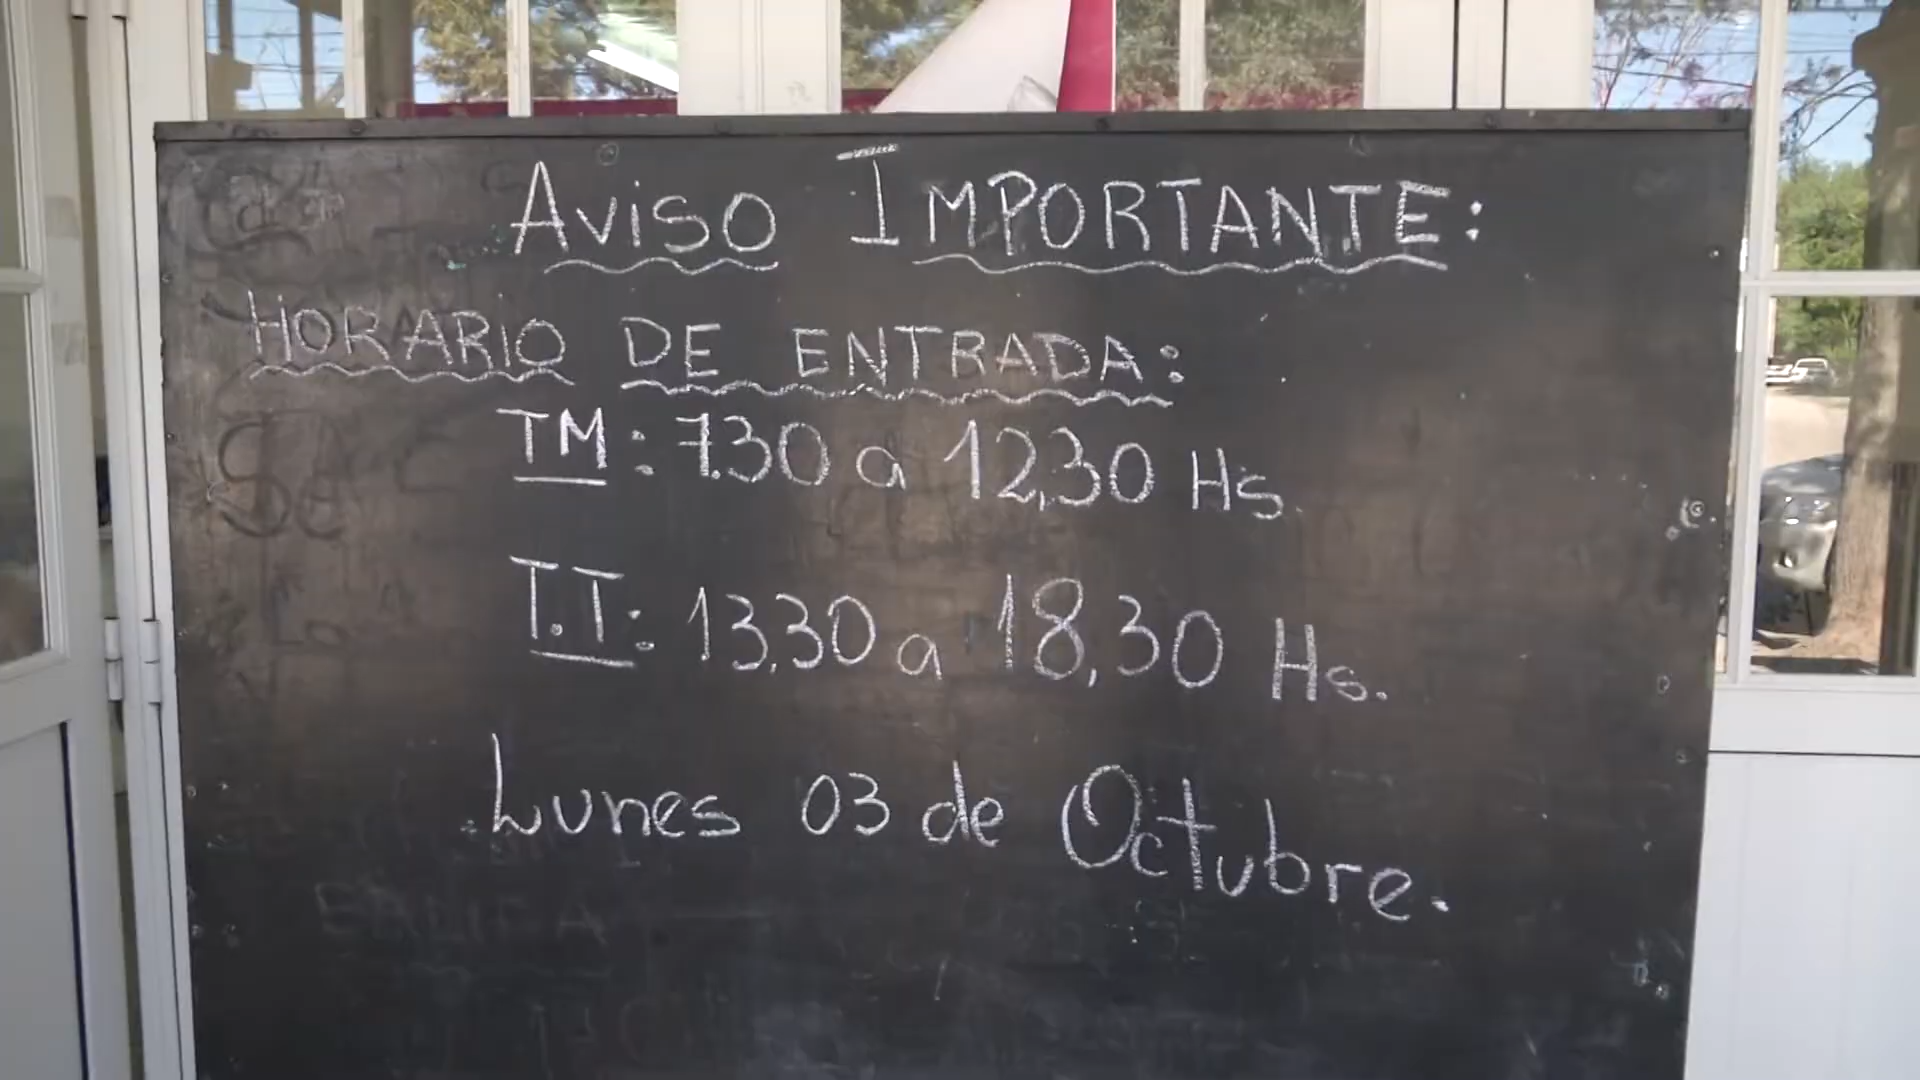 AViSO IMPORTANTE:
HORARIO DE ENTRADA:
TM: 7.30 a 12,30 Hs.
T.T: 13,30 a 18,30 Hs.
Lunes 03 de Octubre.